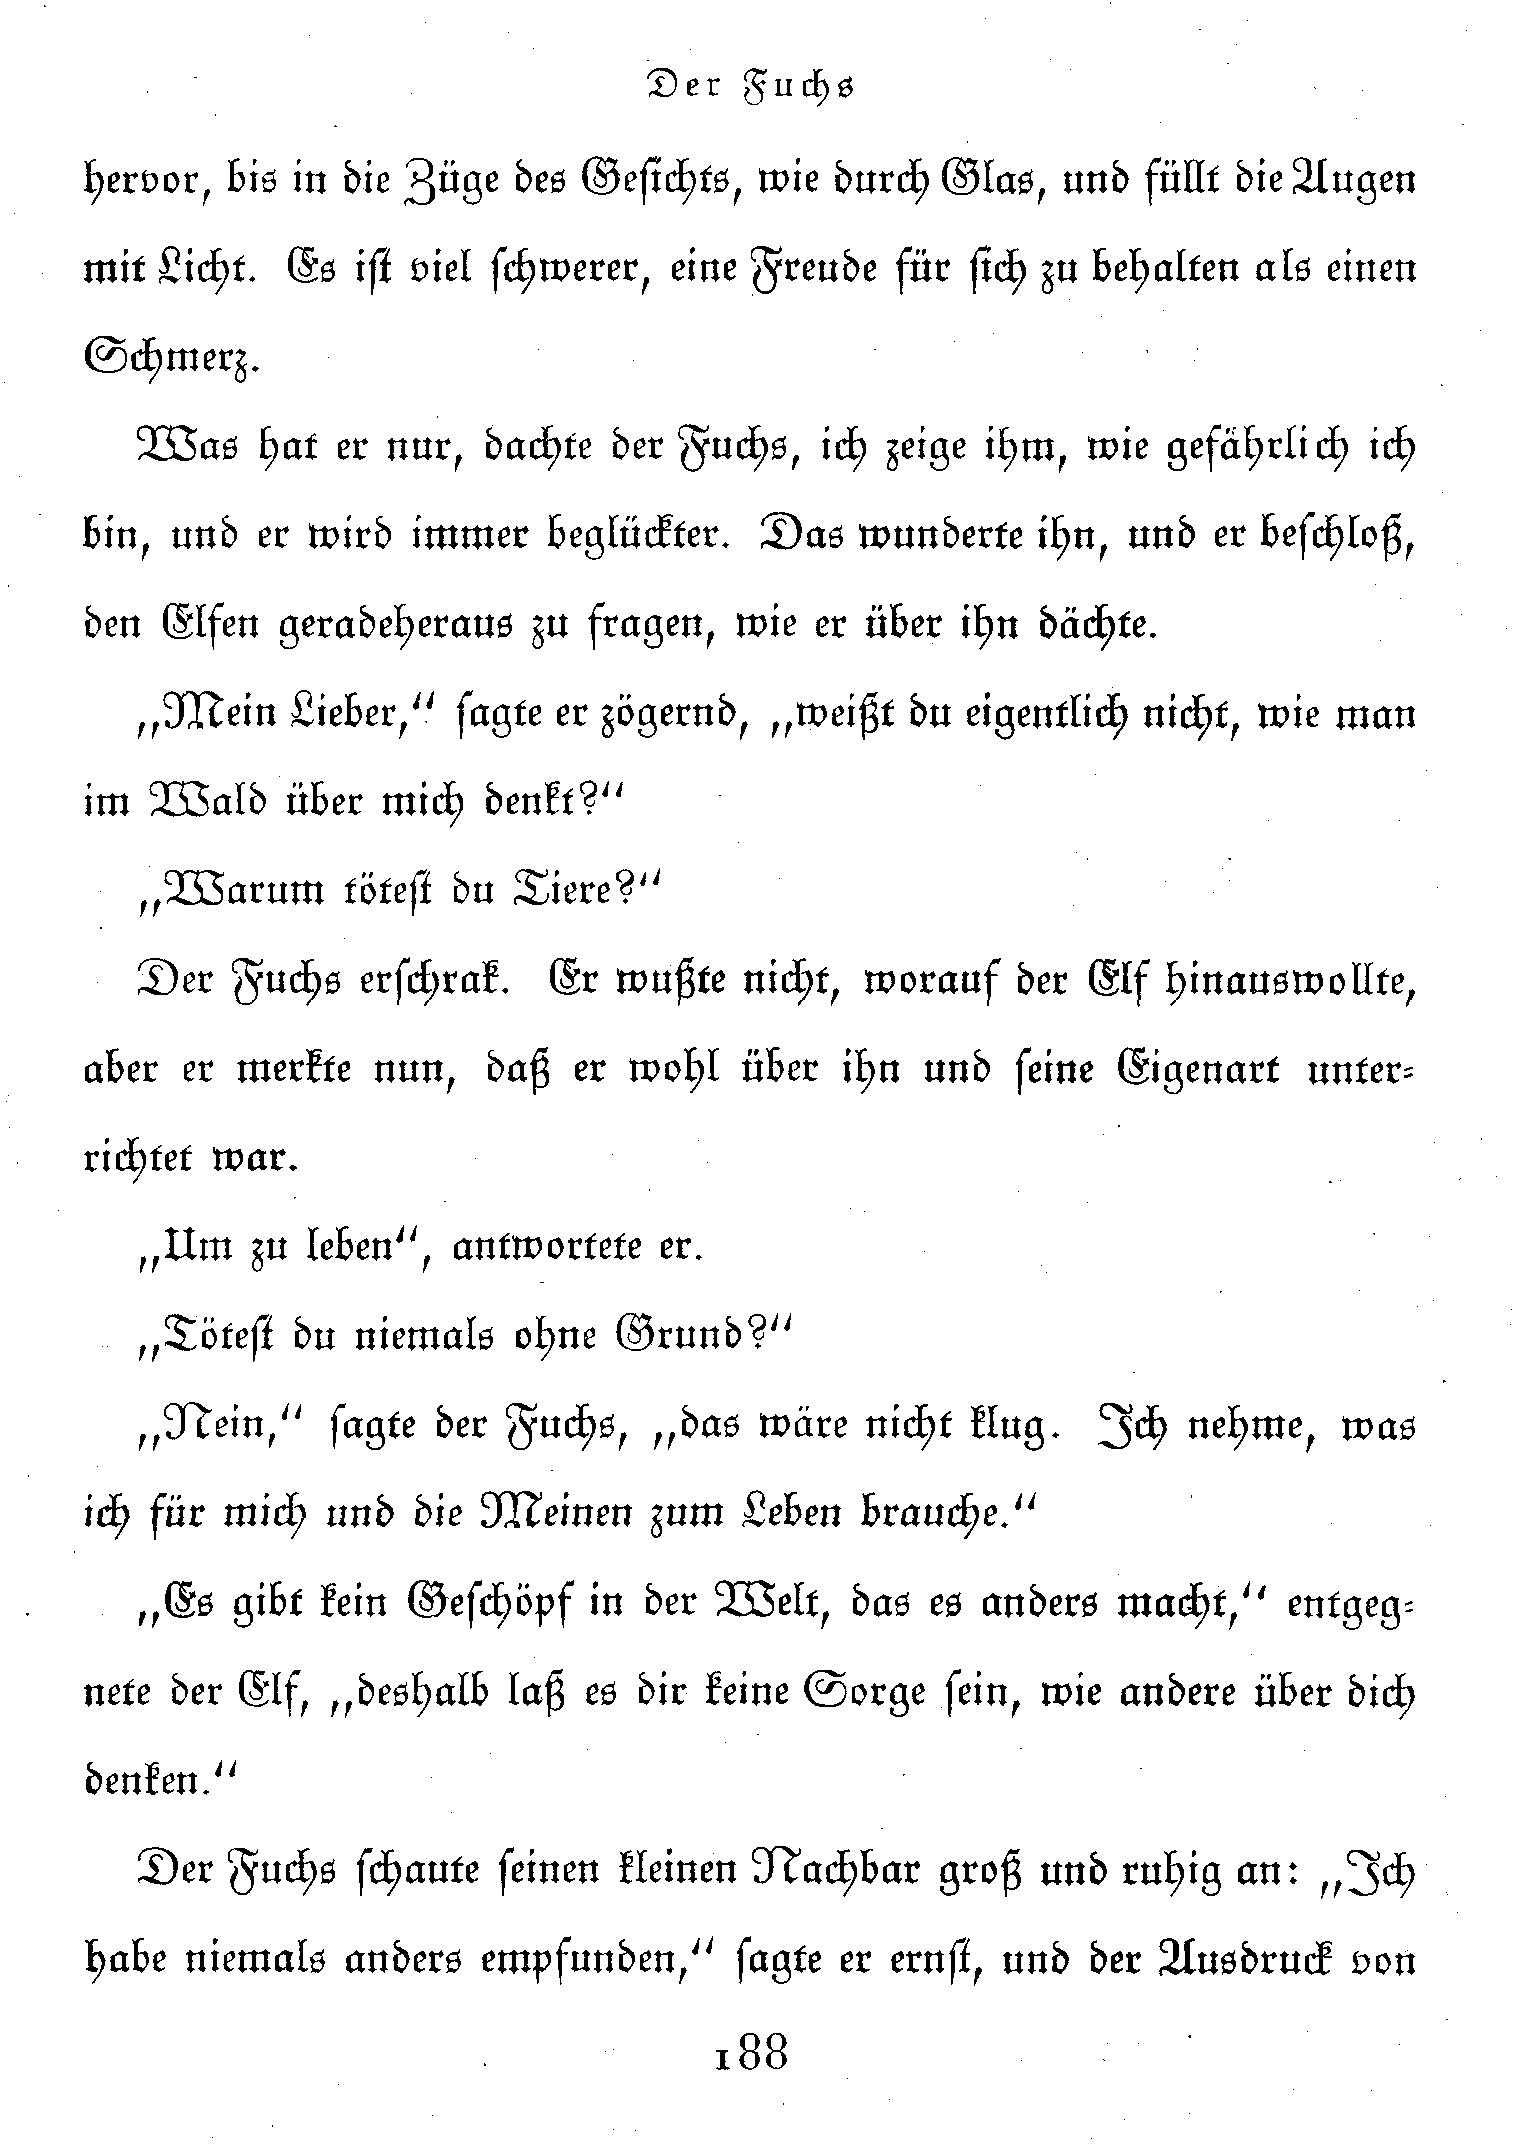 Der Fuchs
hervor, bis in die Züge des Gesichts, wie durch Glas, und füllt die Augen
mit Licht. Es ist viel schwerer, eine Freude für sich zu behalten als einen
Schmerz.
Was hat er nur, dachte der Fuchs, ich zeige ihm, wie gefährlich ich
bin, und er wird immer beglückter. Das wunderte ihn, und er beschloß,
den Elfen geradeheraus zu fragen, wie er über ihn dächte.
„Mein Lieber,“ sagte er zögernd, „weißt du eigentlich nicht, wie man
im Wald über mich denkt?“
„Warum tötest du Tiere?“
Der Fuchs erschrak. Er wußte nicht, worauf der Elf hinauswollte,
aber er merkte nun, daß er wohl über ihn und seine Eigenart unter-
richtet war.
„Um zu leben“, antwortete er.
„Tötest du niemals ohne Grund?“
„Nein,“ sagte der Fuchs, „das wäre nicht klug. Ich nehme, was
ich für mich und die Meinen zum Leben brauche.“
„Es gibt kein Geschöpf in der Welt, das es anders macht,“ entgeg-
nete der Elf, „deshalb laß es dir keine Sorge sein, wie andere über dich
denken.“
Der Fuchs schaute seinen kleinen Nachbar groß und ruhig an: „Ich
habe niemals anders empfunden,“ sagte er ernst, und der Ausdruck von
188